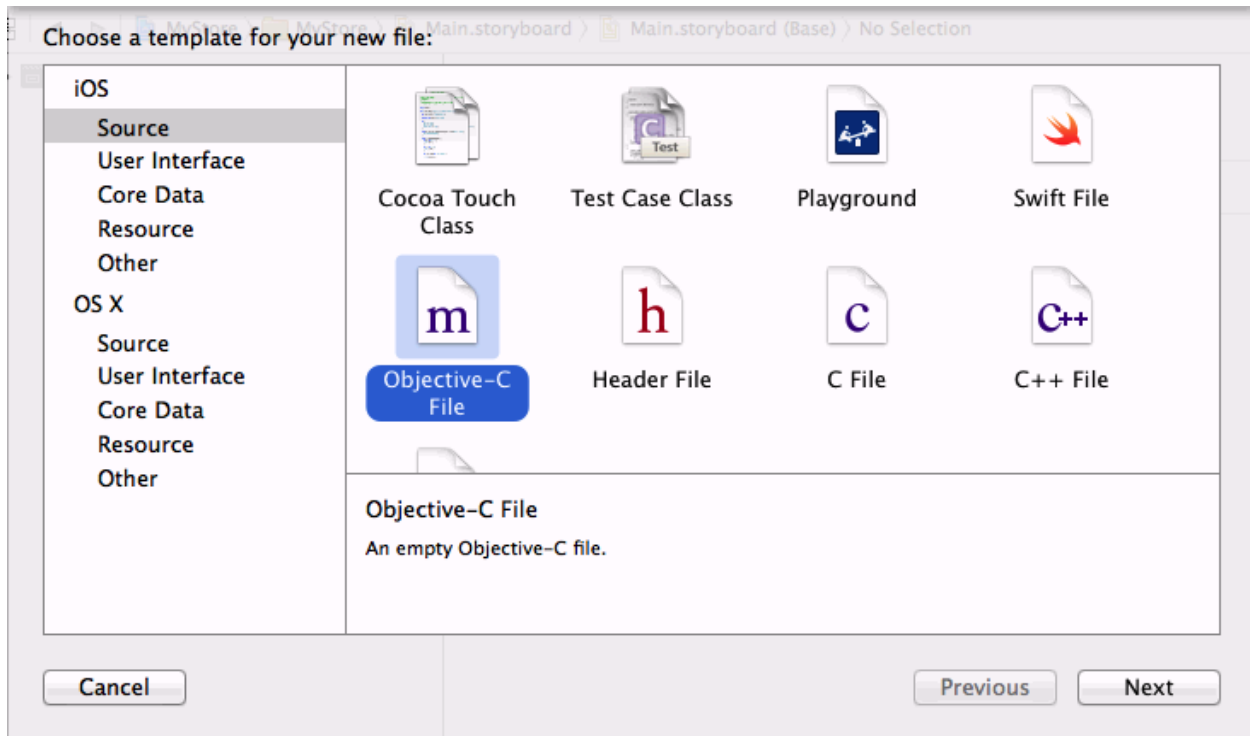 MyStore MyStore Main.storyboard Main.storyboard (Base) No Selection
Choose a template for your new file:
iOS
Source
User Interface
Core Data
Resource
Other
OS X
Source
User Interface
Core Data
Resource
Other
Test
Cocoa Touch
Class
Test Case Class
Playground
Swift File
m
h
c
C++
Objective-C
File
Header File
C File
C++ File
Objective-C File
An empty Objective-C file.
Cancel
Previous
Next